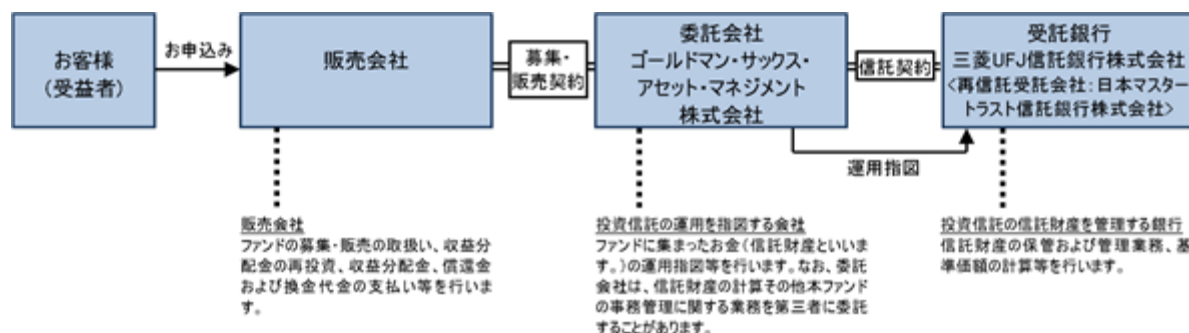 お客様
(受益者)
お申込み
販売会社
募集・
販売契約
委託会社
ゴールドマン・サックス・
アセット・マネジメント
株式会社
信託契約
受託銀行
三菱UFJ信託銀行株式会社
<再信託受託会社:日本マスター
トラスト信託銀行株式会社>
運用指図
販売会社
ファンドの募集・販売の取扱い、収益分
配金の再投資、収益分配金、償還金
および換金代金の支払い等を行いま
す。
投資信託の運用を指図する会社
ファンドに集まったお金(信託財産といいま
す。)の運用指図等を行います。なお、委託
会社は、信託財産の計算その他本ファンド
の事務管理に関する業務を第三者に委託
することがあります。
投資信託の信託財産を管理する銀行
信託財産の保管および管理業務、基
準価額の計算等を行います。